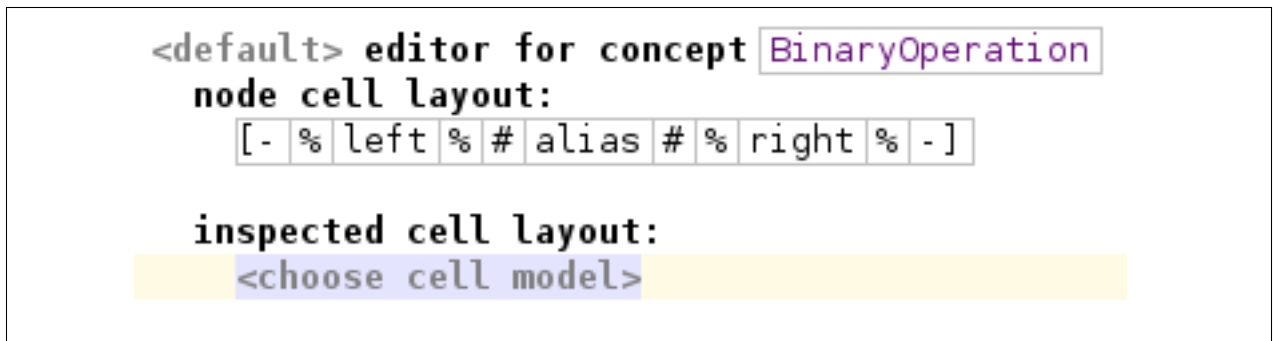 <default> editor for concept BinaryOperation
node cell layout:
[- % left % # alias # % right % -]
inspected cell layout:
<choose cell model>